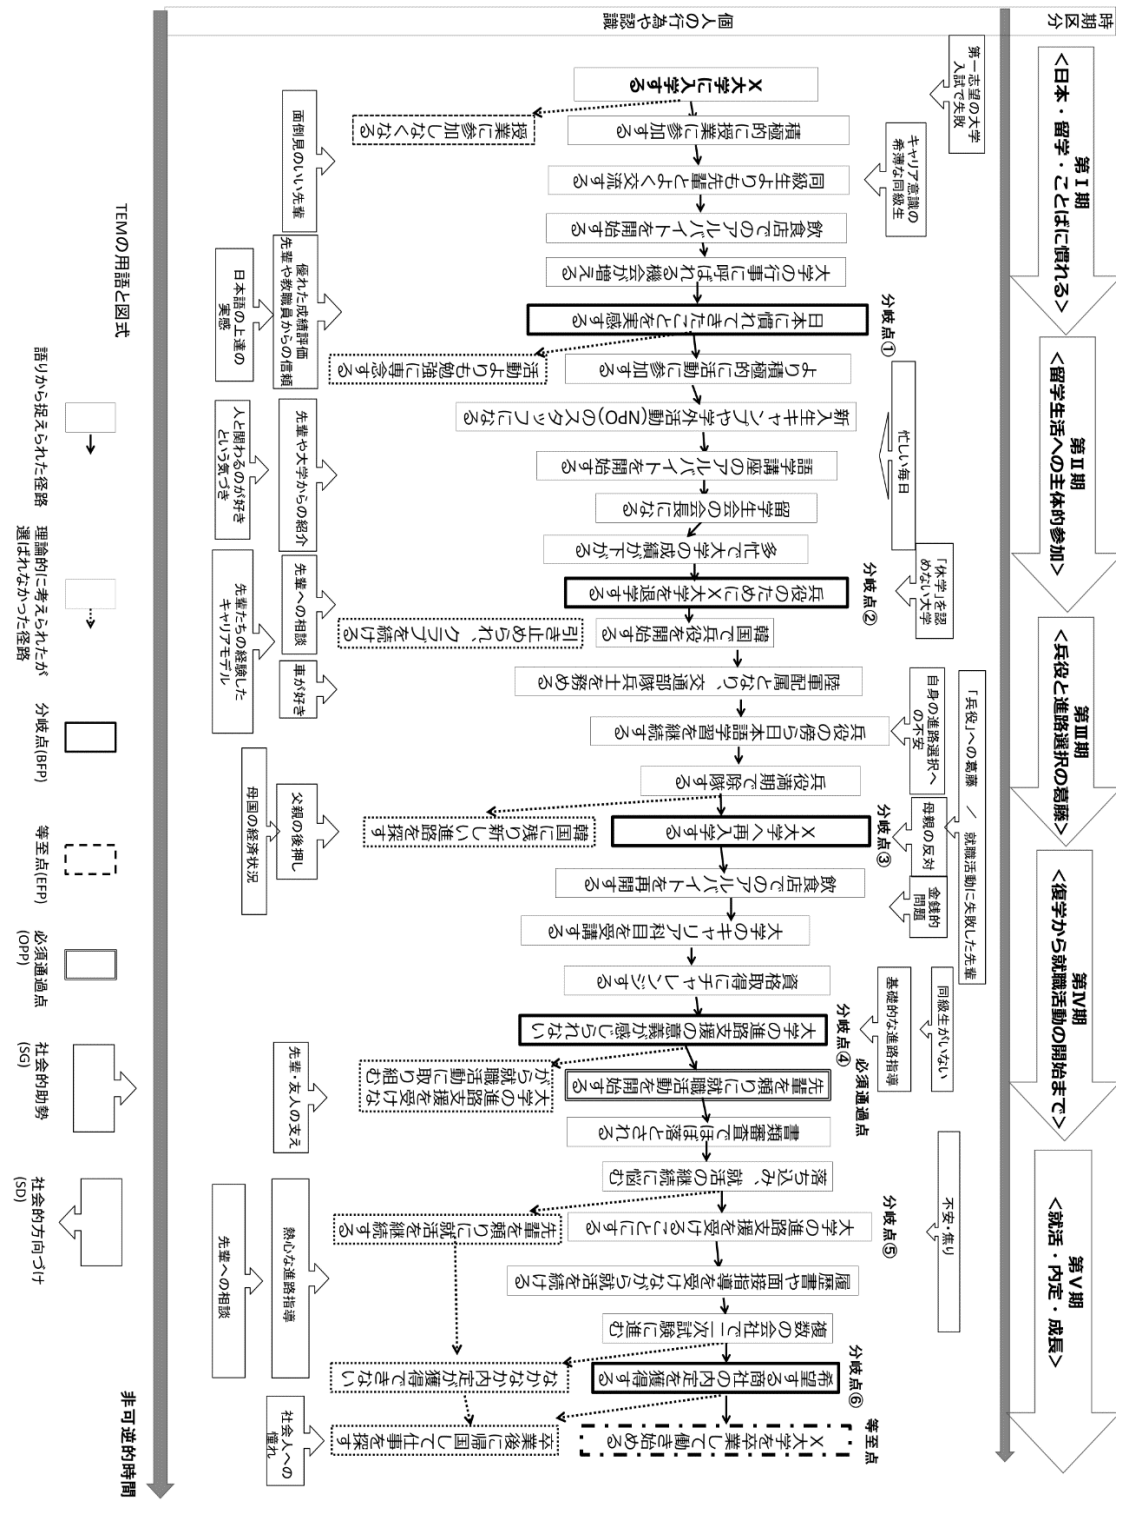 時期区分
第Ⅰ期
<日本・留学・ことばに慣れる>
第Ⅱ期
<留学生活への主体的参加>
第Ⅲ期
<兵役と進路選択の葛藤>
第Ⅳ期
<復学から就職活動の開始まで>
第Ⅴ期
<就活・内定・成長>
個人の行為や認識
第一志望の大学
入試で失敗
キャリア意識の
希薄な同級生
忙しい毎日
「休学」を認
めない大学
「兵役」への葛藤 / 就職活動に失敗した先輩
自身の進路選択へ
の不安
母親の反対
金銭的
問題
同級生がいない
基礎的な進路指導
不安・焦り
分岐点①
分岐点②
分岐点③
分岐点④
必須通過点
分岐点⑤
分岐点⑥
等至点
X大学に入学する
積極的に授業に参加する
授業に参加しなくなる
同級生よりも先輩とよく交流する
飲食店でのアルバイトを開始する
大学の行事に呼ばれる機会が増える
日本に慣れてきたことを実感する
より積極的に活動に参加する
活動よりも勉強に専念する
新入生キャンプや学外活動(NPO)のスタッフになる
語学講座のアルバイトを開始する
留学生会の会長になる
多忙で大学の成績が下がる
兵役のためにX大学を退学する
韓国で兵役を開始する
引き止められ、クラブを続ける
陸軍配属となり、交通部隊兵士を務める
兵役の傍ら日本語学習を継続する
兵役満期で除隊する
X大学へ再入学する
韓国に残り新しい進路を探す
飲食店でのアルバイトを再開する
大学のキャリア科目を受講する
資格取得にチャレンジする
大学の進路支援の意義が感じられない
先輩を頼りに就職活動を開始する
大学の進路支援を受けな
がら就職活動に取り組む
書類審査でほぼ落とされる
落ち込み、就活の継続に悩む
大学の進路支援を受けることにする
先輩を頼りに就活を継続する
履歴書や面接指導を受けながら就活を続ける
複数の会社で二次試験に進む
希望する商社の内定を獲得する
なかなか内定が獲得できない
X大学を卒業して働き始める
卒業後に帰国して仕事を探す
面倒見のいい先輩
優れた成績評価
先輩や教職員からの信頼
日本語の上達の
実感
先輩や大学からの紹介
人と関わるのが好き
という気づき
先輩への相談
先輩たちの経験した
キャリアモデル
車が好き
父親の後押し
母国の経済状況
先輩・友人の支え
熱心な進路指導
先輩への相談
社会人への
憧れ
非可逆的時間
TEMの用語と図式
語りから捉えられた径路
理論的に考えられたが
選ばれなかった径路
分岐点(BFP)
等至点(EFP)
必須通過点
(OPP)
社会的助勢
(SG)
社会的方向づけ
(SD)